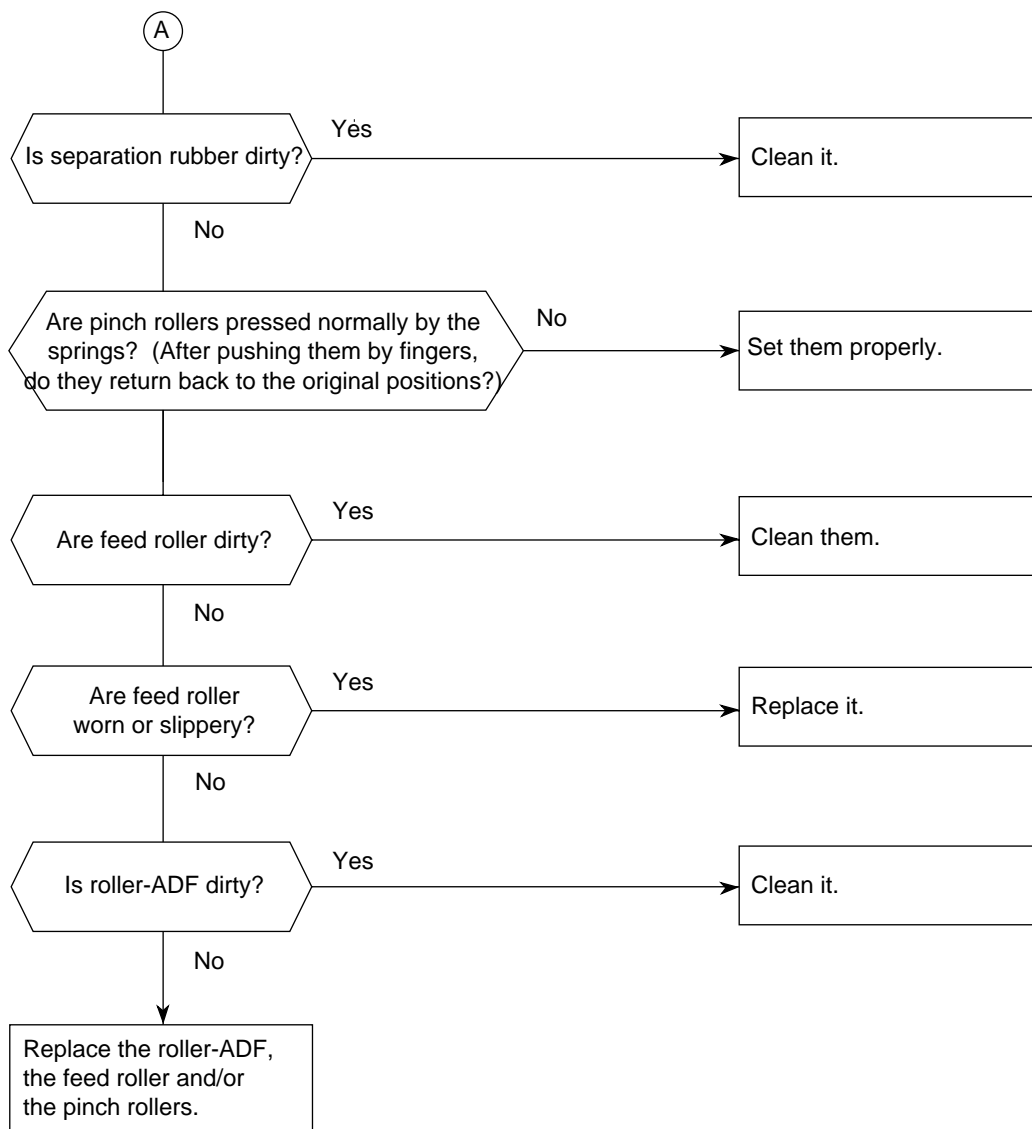 A
Is separation rubber dirty?
Yes
Clean it.
No
Are pinch rollers pressed normally by the
springs? (After pushing them by fingers,
do they return back to the original positions?)
No
Set them properly.
Are feed roller dirty?
Yes
Clean them.
No
Are feed roller
worn or slippery?
Yes
Replace it.
No
Is roller-ADF dirty?
Yes
Clean it.
No
Replace the roller-ADF,
the feed roller and/or
the pinch rollers.